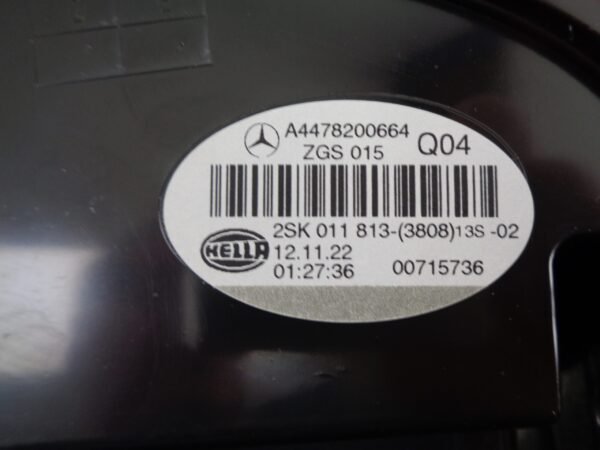 A4478200664
ZGS 015 Q04
2SK 011 813-(3808)13S -02
HELLA 12.11.22
01:27:36 00715736